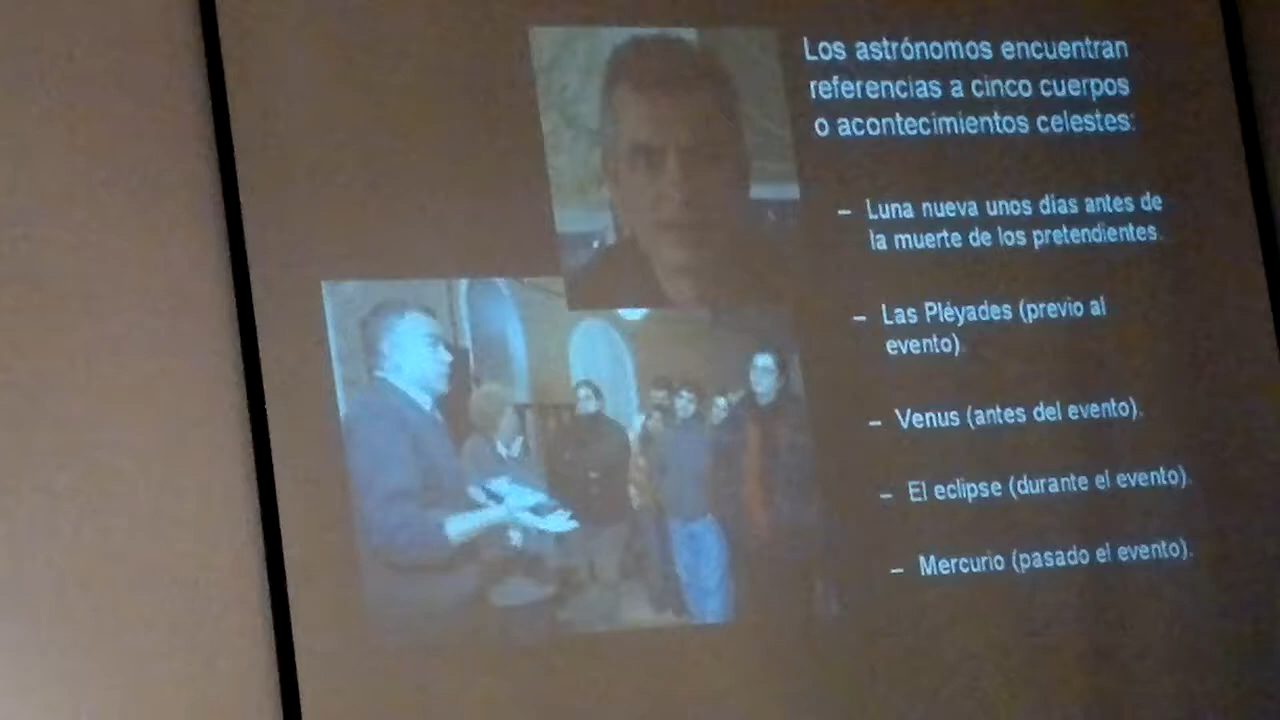 Los astrónomos encuentran
referencias a cinco cuerpos
o acontecimientos celestes:
– Luna nueva unos dias antes de
la muerte de los pretendientes.
– Las Pléyades (previo al
evento).
– Venus (antes del evento).
– El eclipse (durante el evento).
– Mercurio (pasado el evento).